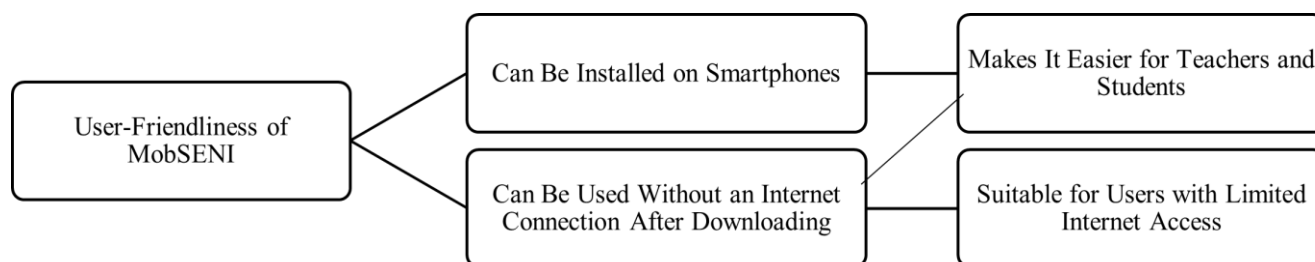 User-Friendliness of
MobSENI
Can Be Installed on Smartphones
Makes It Easier for Teachers and
Students
Can Be Used Without an Internet
Connection After Downloading
Suitable for Users with Limited
Internet Access